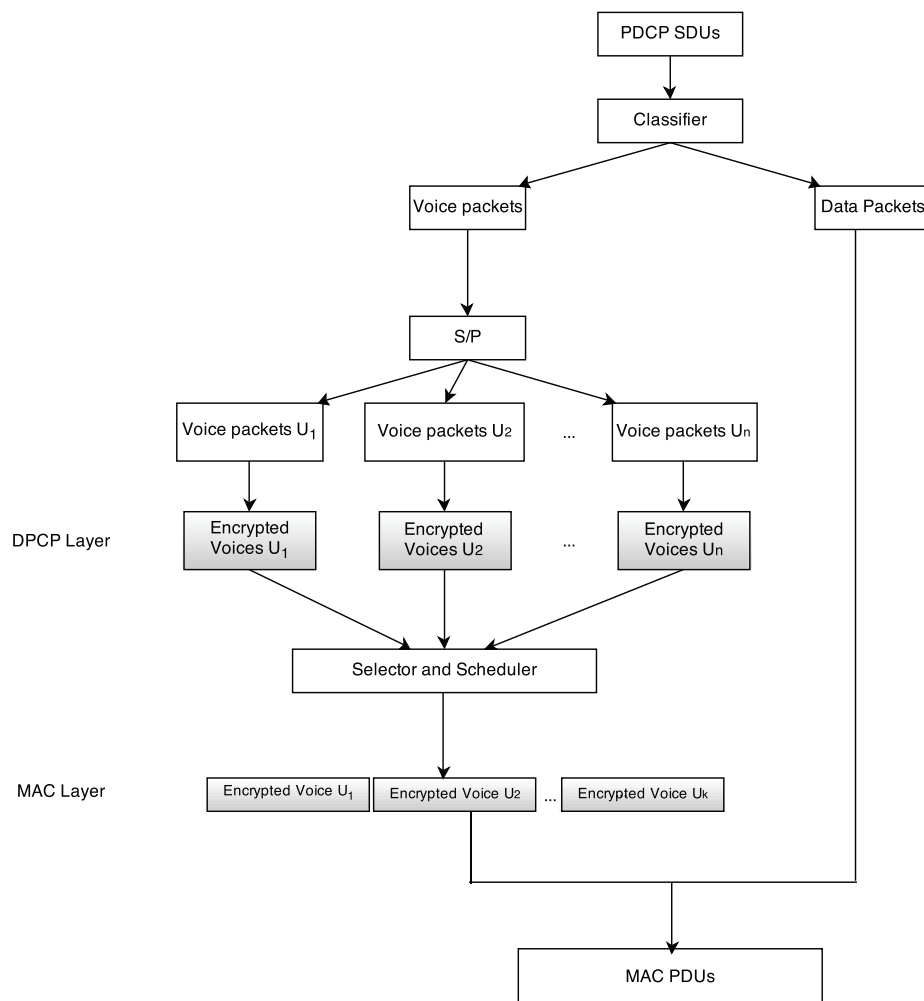 PDCP SDUs
Classifier
Voice packets
Data Packets
S/P
Voice packets U1
Voice packets U2
...
Voice packets Un
DPCP Layer
Encrypted
Voices U1
Encrypted
Voices U2
...
Encrypted
Voices Un
Selector and Scheduler
MAC Layer
Encrypted Voice U1
Encrypted Voice U2
...
Encrypted Voice Uk
MAC PDUs